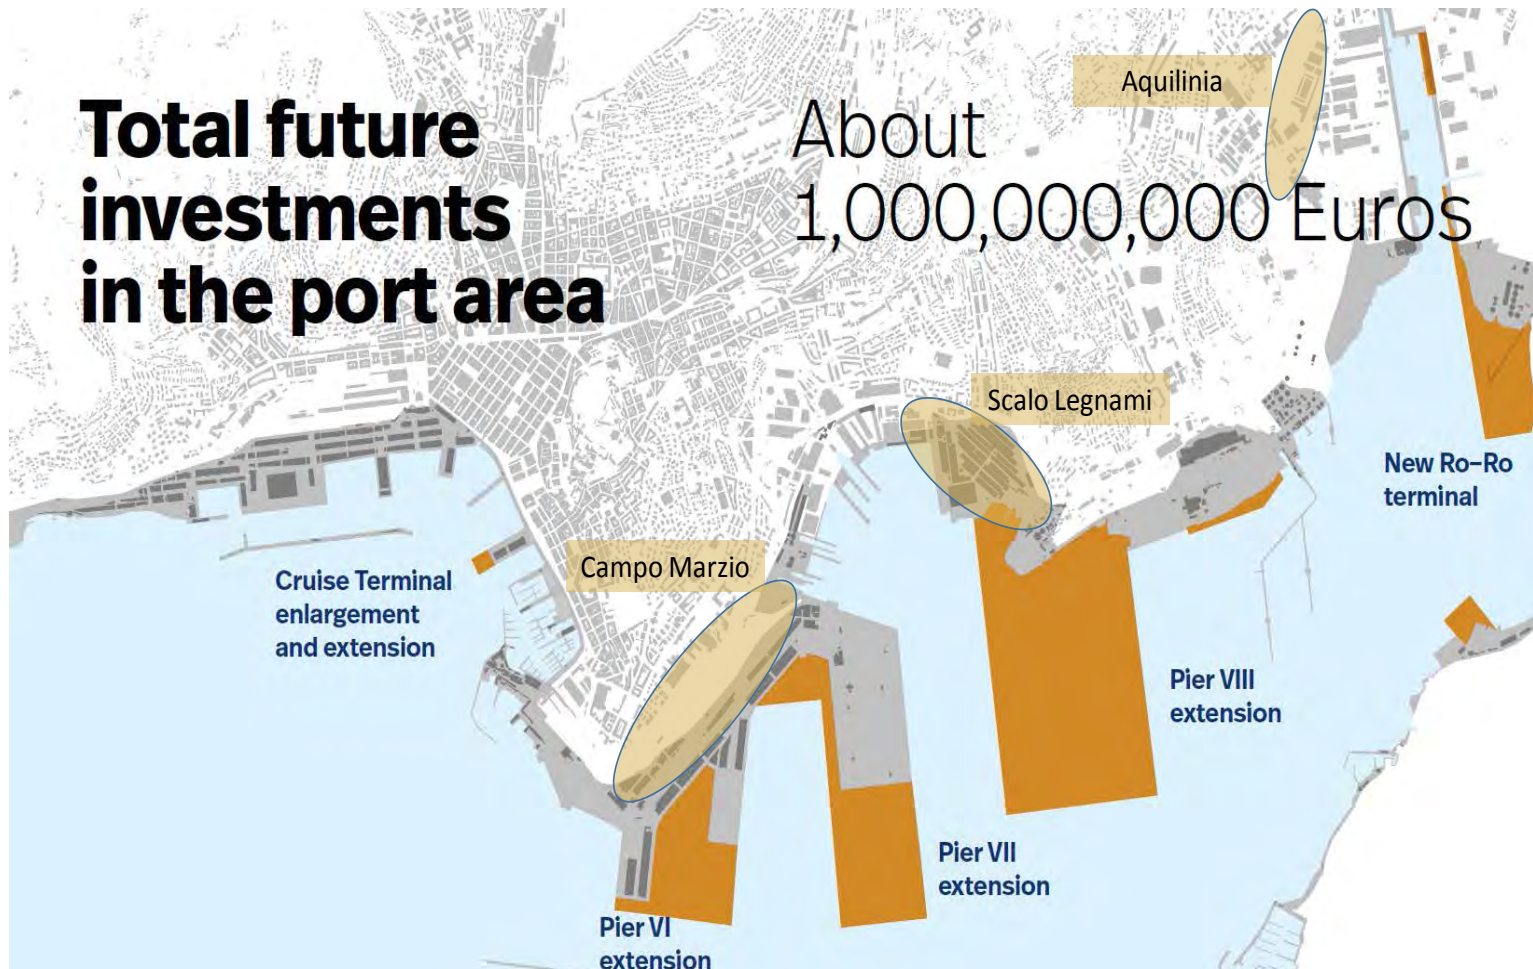 Total future
investments
in the port area
About
1,000,000,000 Euros
Aquilinia
Scalo Legnami
New Ro-Ro
terminal
Campo Marzio
Cruise Terminal
enlargement
and extension
Pier VIII
extension
Pier VII
extension
Pier VI
extension